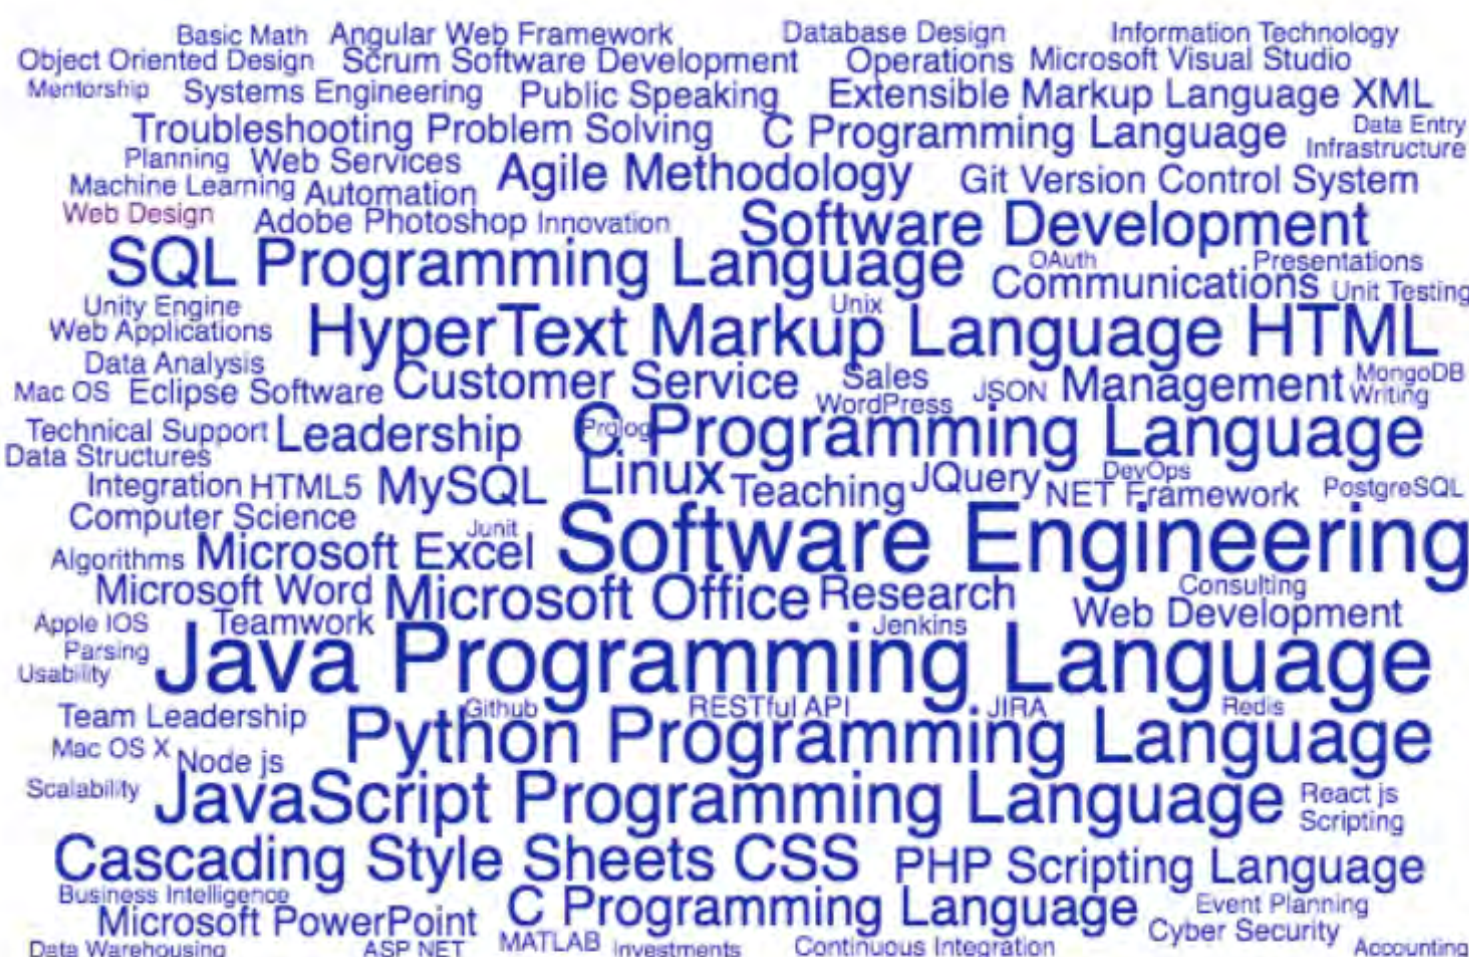 Basic Math Angular Web Framework Database Design Information Technology
Object Oriented Design Scrum Software Development Operations Microsoft Visual Studio
Mentorship Systems Engineering Public Speaking Extensible Markup Language XML
Troubleshooting Problem Solving C Programming Language Data Entry
Infrastructure
Planning Web Services Agile Methodology Git Version Control System
Machine Learning Automation
Web Design Adobe Photoshop Innovation Software Development
SQL Programming Language OAuth Presentations
Communications Unit Testing
Unity Engine Unix
Web Applications HyperText Markup Language HTML
Data Analysis
Mac OS Eclipse Software Customer Service Sales JSON Management MongoDB
WordPress Writing
Technical Support Leadership Prolog C Programming Language
Data Structures
Integration HTML5 MySQL Linux Teaching JQuery DevOps
NET Framework PostgreSQL
Computer Science Junit
Algorithms Microsoft Excel Software Engineering
Microsoft Word Microsoft Office Research Consulting
Web Development
Apple IOS Teamwork Jenkins
Parsing
Usability Java Programming Language
Team Leadership Github RESTful API JIRA Redis
Mac OS X Node js Python Programming Language
Scalability JavaScript Programming Language React js
Scripting
Cascading Style Sheets CSS PHP Scripting Language
Business Intelligence
Microsoft PowerPoint C Programming Language Event Planning
Cyber Security
Data Warehousing ASP NET MATLAB Investments Continuous Integration Accounting